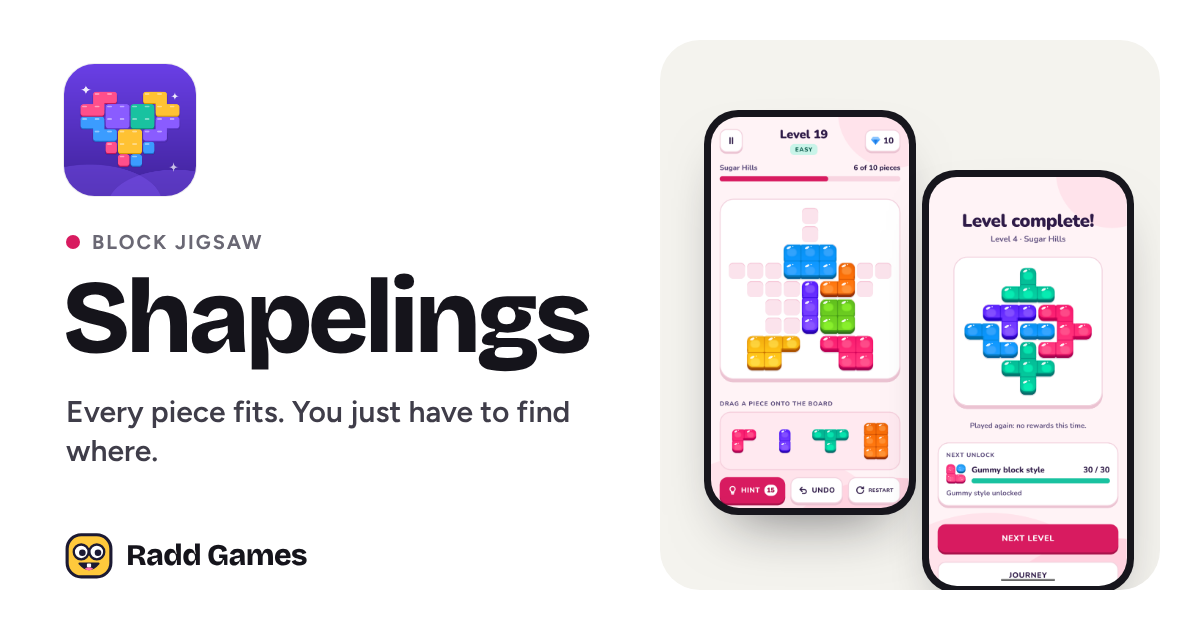 BLOCK JIGSAW
Shapelings
Every piece fits. You just have to find
where.
Radd Games
Level 19
EASY
10
Sugar Hills
6 of 10 pieces
DRAG A PIECE ONTO THE BOARD
HINT 15
UNDO
RESTART
Level complete!
Level 4 · Sugar Hills
Played again: no rewards this time.
NEXT UNLOCK
Gummy block style
30 / 30
Gummy style unlocked
NEXT LEVEL
JOURNEY